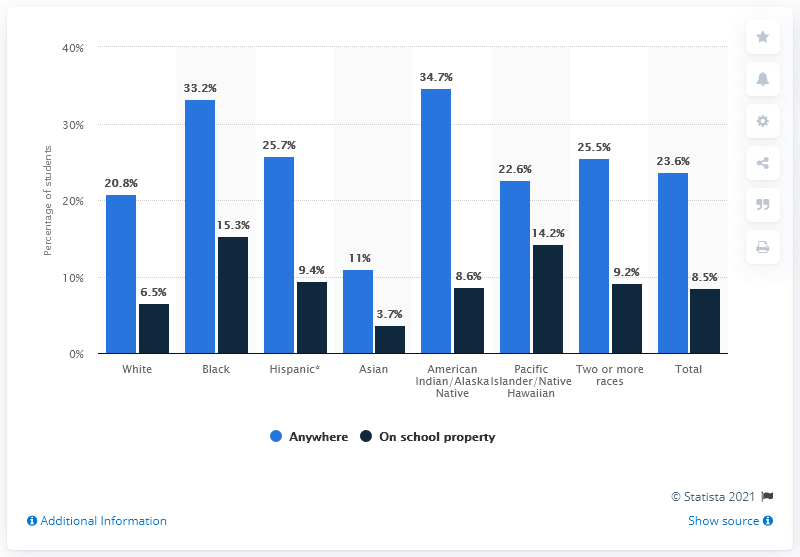 Percentage of students
40%
30%
20%
10%
0%
20.8%
6.5%
33.2%
15.3%
25.7%
9.4%
11%
3.7%
34.7%
8.6%
22.6%
14.2%
25.5%
9.2%
23.6%
8.5%
White
Black
Hispanic*
Asian
American
Indian/Alaska
Native
Pacific
Islander/Native
Hawaiian
Two or more
races
Total
Anywhere
On school property
© Statista 2021
Additional Information
Show source